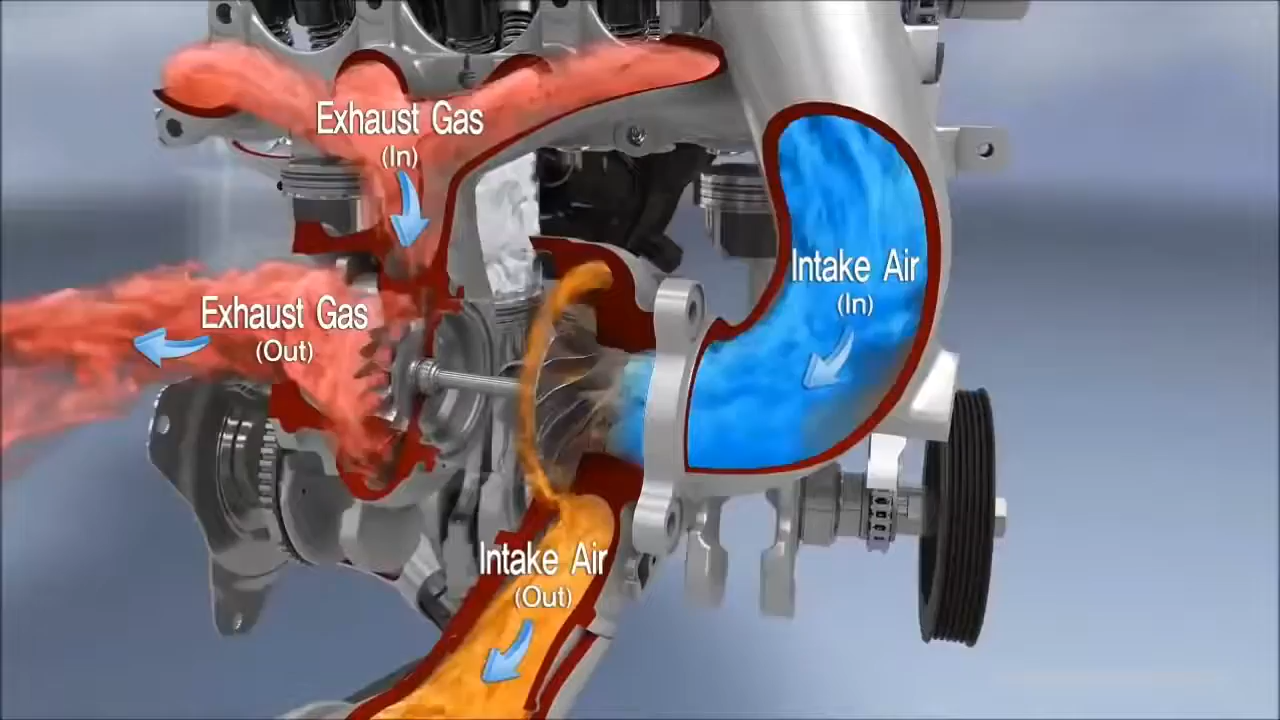 Exhaust Gas
(In)
Intake Air
(In)
Exhaust Gas
(Out)
Intake Air
(Out)